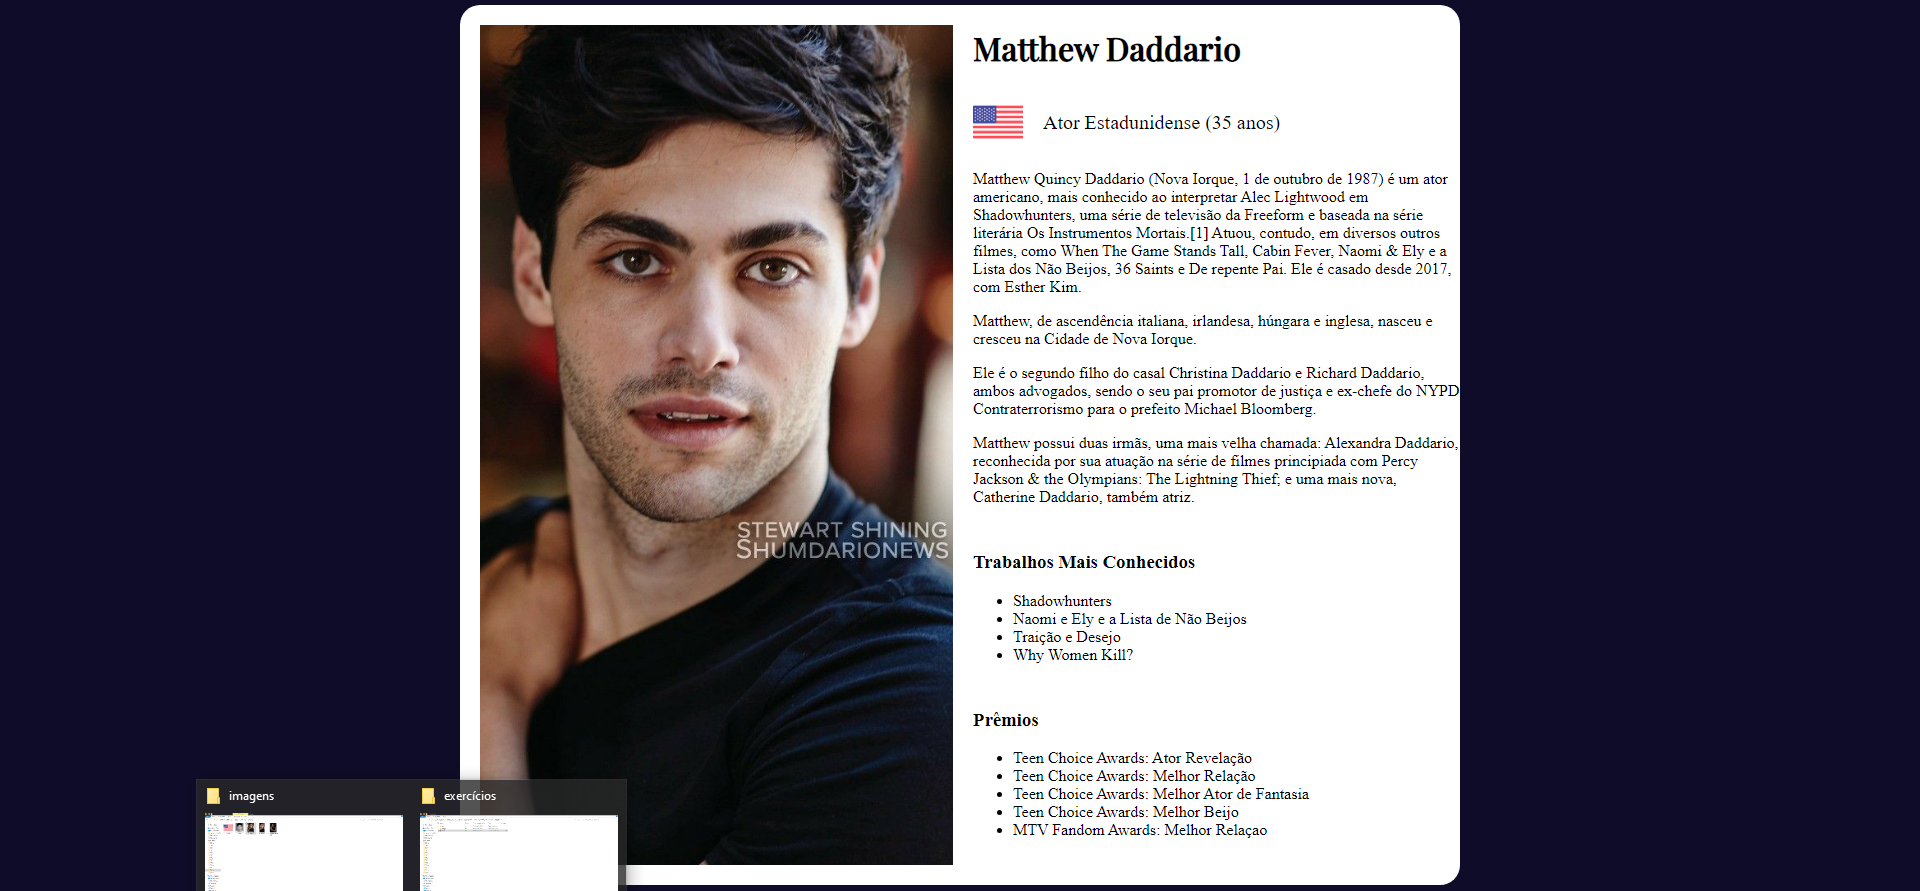 Matthew Daddario
Ator Estadunidense (35 anos)
Matthew Quincy Daddario (Nova Iorque, 1 de outubro de 1987) é um ator
americano, mais conhecido ao interpretar Alec Lightwood em
Shadowhunters, uma série de televisão da Freeform e baseada na série
literária Os Instrumentos Mortais.[1] Atuou, contudo, em diversos outros
filmes, como When The Game Stands Tall, Cabin Fever, Naomi & Ely e a
Lista dos Não Beijos, 36 Saints e De repente Pai. Ele é casado desde 2017,
com Esther Kim.
Matthew, de ascendência italiana, irlandesa, húngara e inglesa, nasceu e
cresceu na Cidade de Nova Iorque.
Ele é o segundo filho do casal Christina Daddario e Richard Daddario,
ambos advogados, sendo o seu pai promotor de justiça e ex-chefe do NYPD
Contraterrorismo para o prefeito Michael Bloomberg.
Matthew possui duas irmãs, uma mais velha chamada: Alexandra Daddario,
reconhecida por sua atuação na série de filmes principiada com Percy
Jackson & the Olympians: The Lightning Thief; e uma mais nova,
Catherine Daddario, também atriz.
STEWART SHINING
SHUMDARIONEWS
Trabalhos Mais Conhecidos
Shadowhunters
Naomi e Ely e a Lista de Não Beijos
Traição e Desejo
Why Women Kill?
Prêmios
Teen Choice Awards: Ator Revelação
Teen Choice Awards: Melhor Relação
Teen Choice Awards: Melhor Ator de Fantasia
Teen Choice Awards: Melhor Beijo
MTV Fandom Awards: Melhor Relaçao
imagens
exercícios